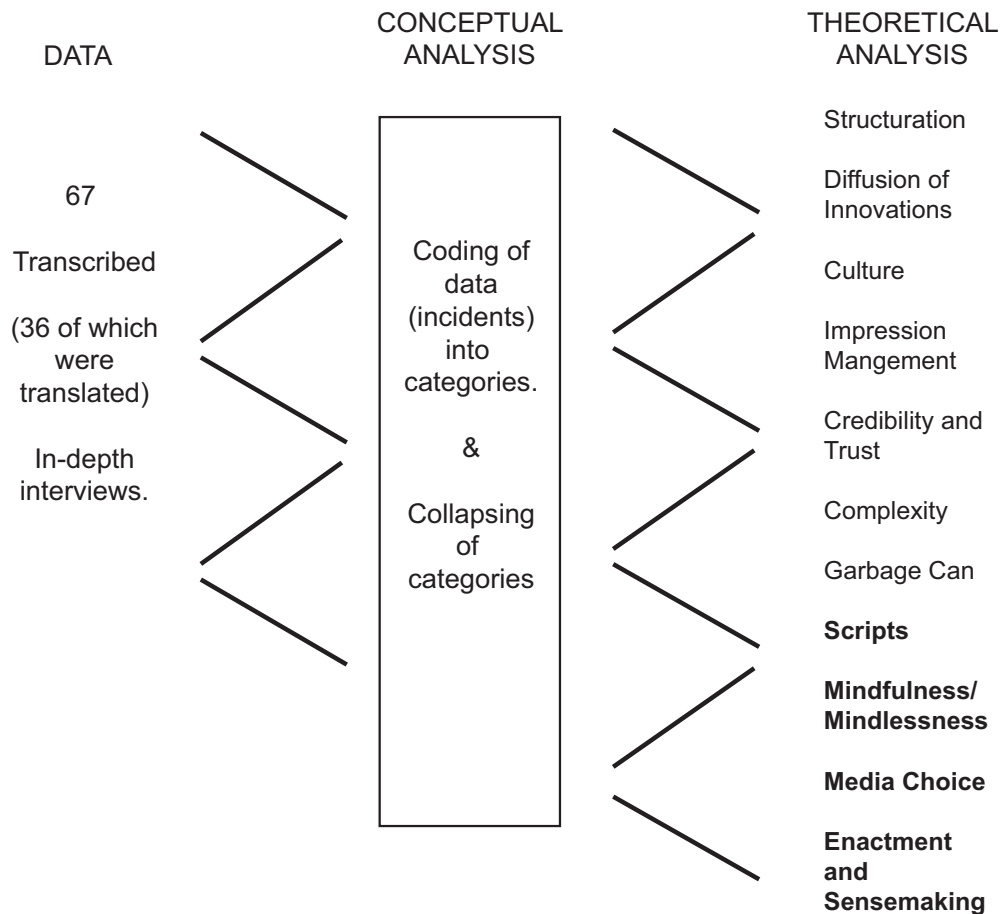 DATA
CONCEPTUAL
ANALYSIS
THEORETICAL
ANALYSIS
67
Transcribed
(36 of which
were
translated)
In-depth
interviews.
Coding of
data
(incidents)
into
categories.
&
Collapsing
of
categories
Structuration
Diffusion of
Innovations
Culture
Impression
Mangement
Credibility and
Trust
Complexity
Garbage Can
Scripts
Mindfulness/
Mindlessness
Media Choice
Enactment
and
Sensemaking